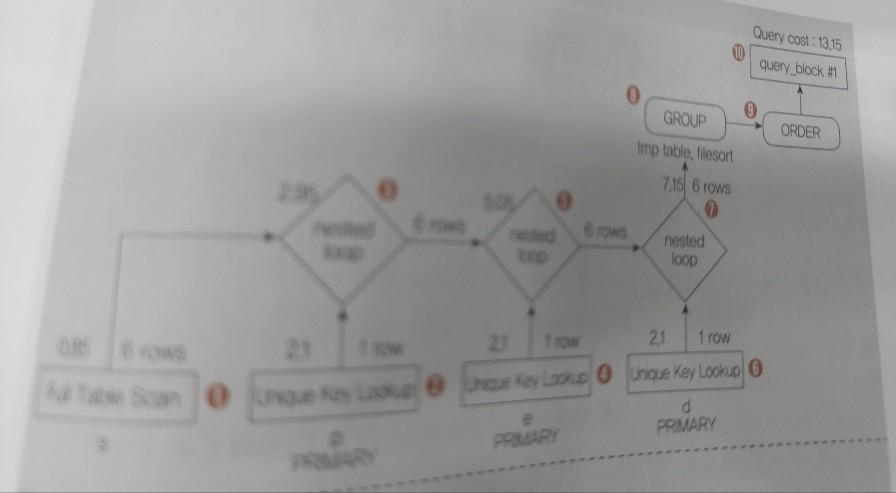 Query cost : 13,15
10
query_block #1
8
GROUP
9
ORDER
tmp table, filesort
7,15
6 rows
7
2,95
3
nested
loop
6 rows
5,05
5
nested
loop
6 rows
nested
loop
0,85
6 rows
2,1
1 row
2,1
1 row
2,1
1 row
Full Table Scan
1
Unique Key Lookup
2
Unique Key Lookup
4
Unique Key Lookup
6
s
PRIMARY
e
PRIMARY
d
PRIMARY